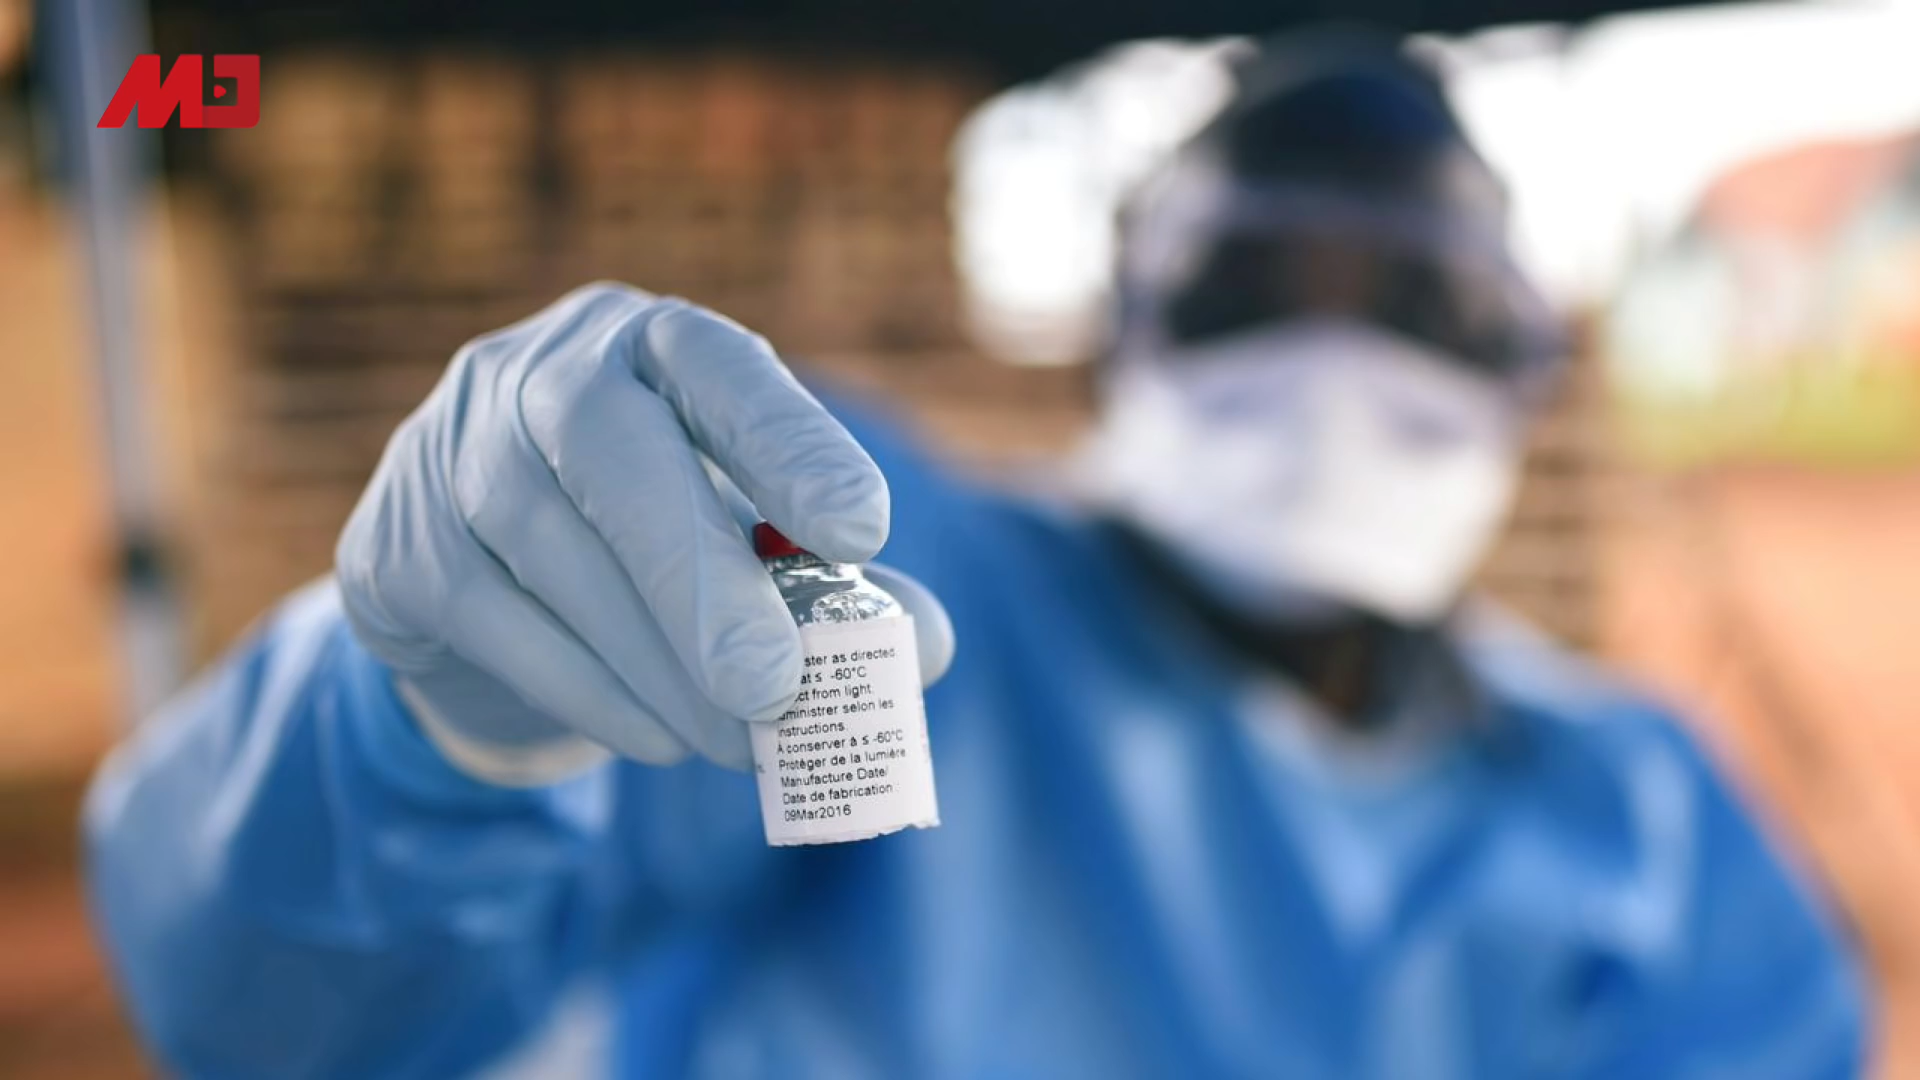 ster as directed.
at ≤ -60°C
ct from light.
ministrer selon les
instructions.
À conserver à ≤ -60°C
Protéger de la lumière
Manufacture Date/
Date de fabrication :
09Mar2016